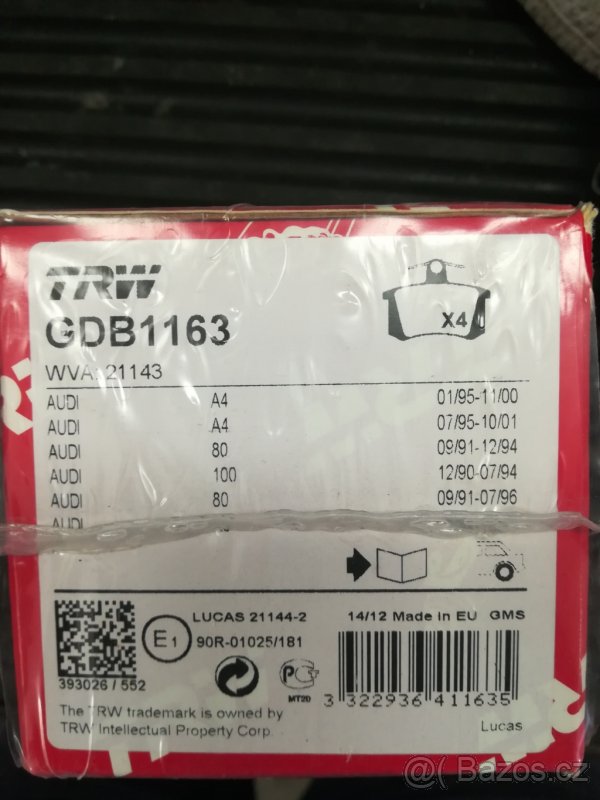 TRW
GDB1163
X4
WVA: 21143
AUDI A4 01/95-11/00
AUDI A4 07/95-10/01
AUDI 80 09/91-12/94
AUDI 100 12/90-07/94
AUDI 80 09/91-07/96
AUDI
LUCAS 21144-2 14/12 Made in EU GMS
E1 90R-01025/181
PC
MT20
393026 / 552
3 322936 411635
The TRW trademark is owned by
TRW Intellectual Property Corp.
Lucas
@( Bazos.cz